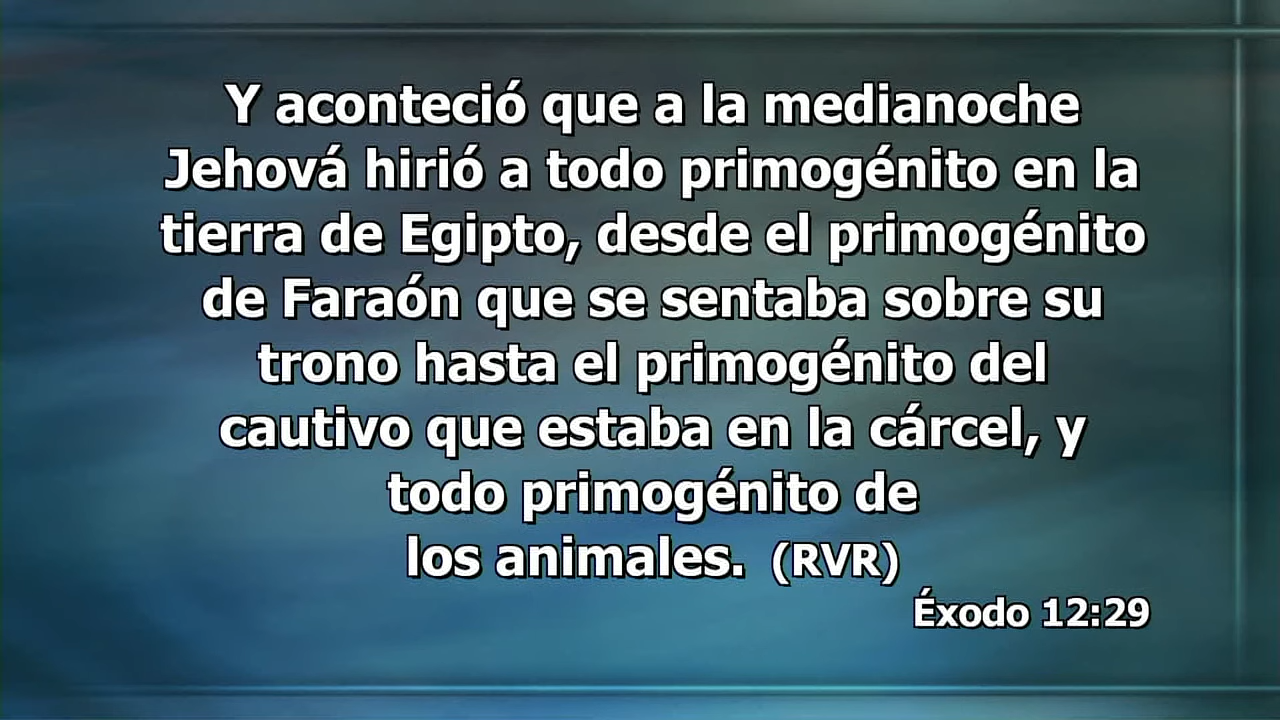 Y aconteció que a la medianoche
Jehová hirió a todo primogénito en la
tierra de Egipto, desde el primogénito
de Faraón que se sentaba sobre su
trono hasta el primogénito del
cautivo que estaba en la cárcel, y
todo primogénito de
los animales. (RVR)
Éxodo 12:29